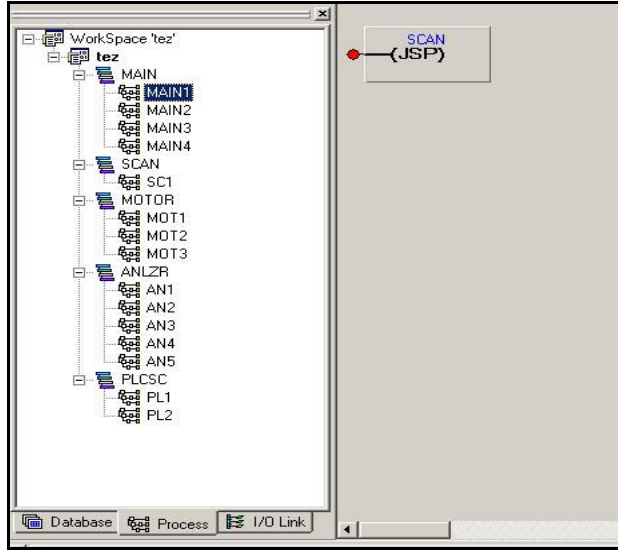 WorkSpace 'tez'
tez
MAIN
MAIN1
MAIN2
MAIN3
MAIN4
SCAN
SC1
MOTOR
MOT1
MOT2
MOT3
ANLZR
AN1
AN2
AN3
AN4
AN5
PLCSC
PL1
PL2
Database Process I/O Link
SCAN
(JSP)